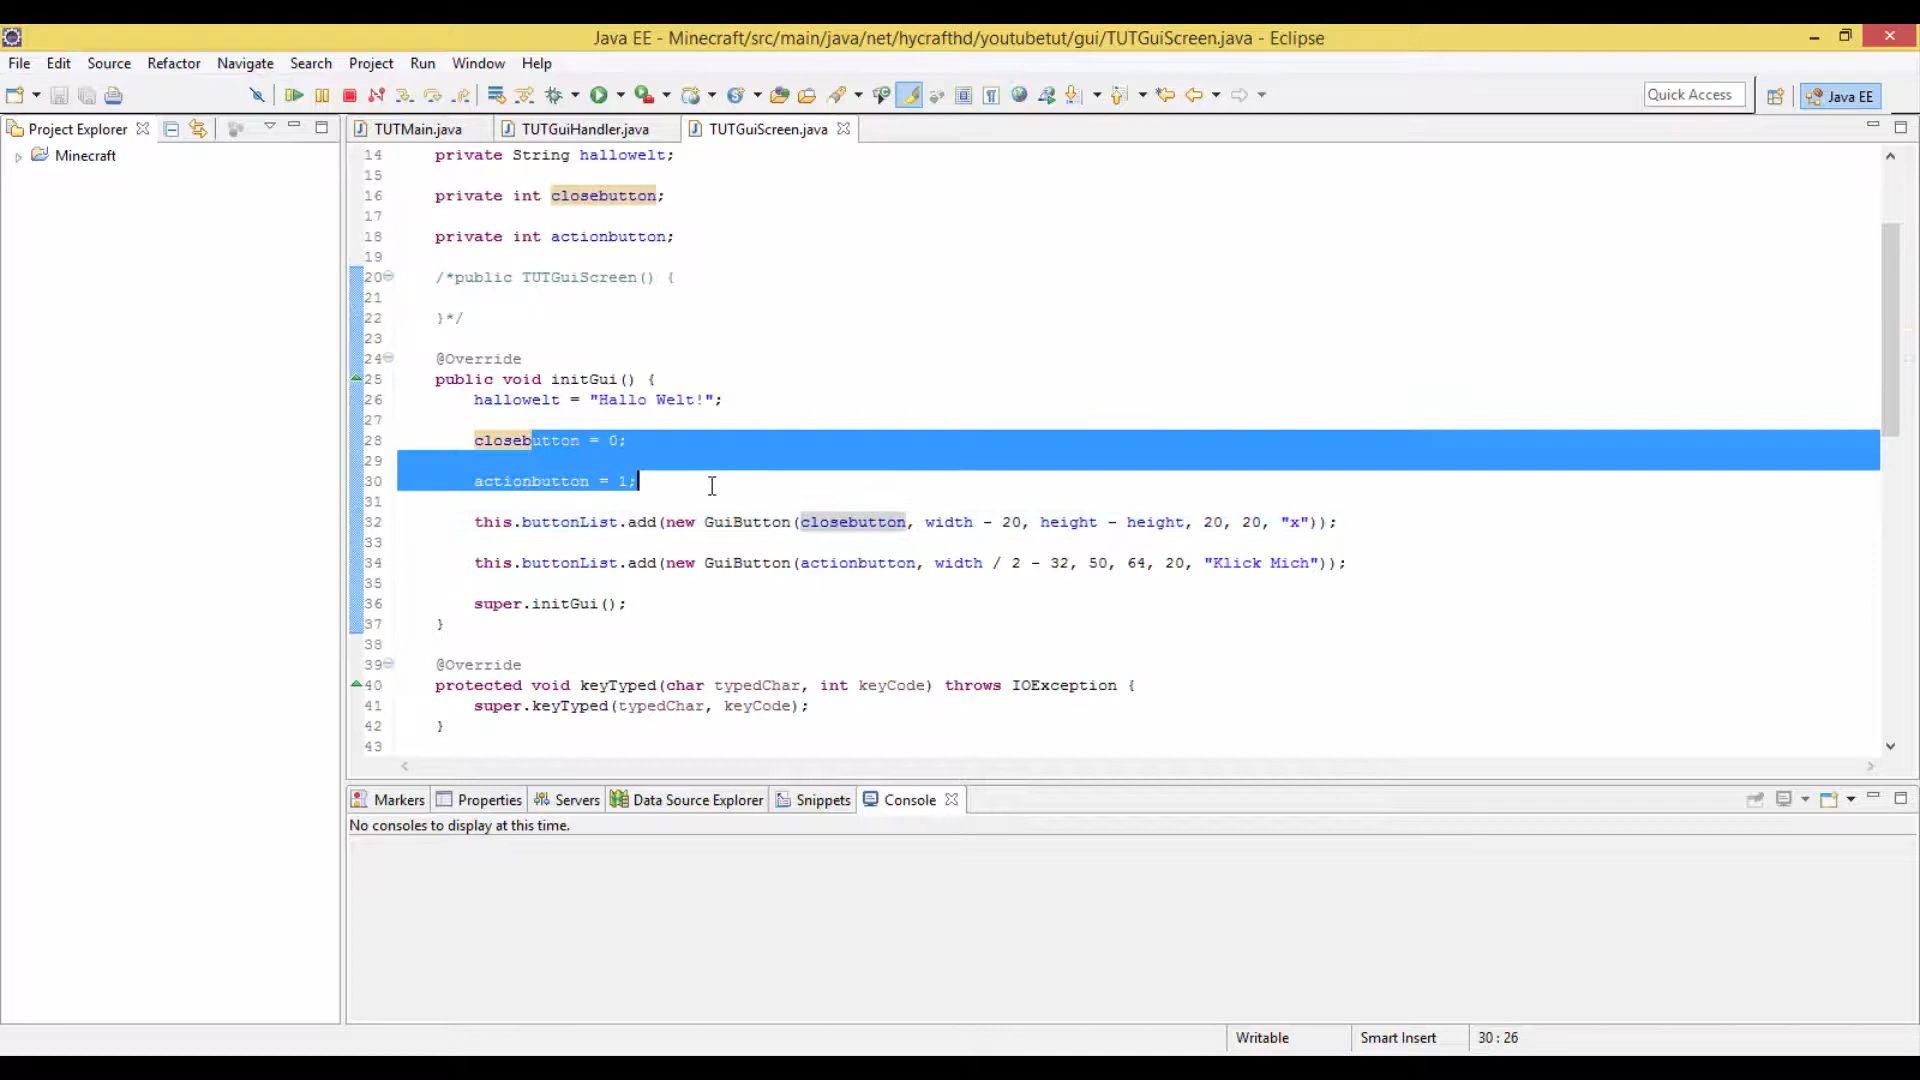 Java EE - Minecraft/src/main/java/net/hycrafthd/youtubetut/gui/TUTGuiScreen.java - Eclipse
File Edit Source Refactor Navigate Search Project Run Window Help
Quick Access Java EE
Project Explorer
Minecraft
TUTMain.java TUTGuiHandler.java TUTGuiScreen.java
14 private String hallowelt;
15
16 private int closebutton;
17
18 private int actionbutton;
19
20 /*public TUTGuiScreen() {
21
22 }*/
23
24 @Override
25 public void initGui() {
26 hallowelt = "Hallo Welt!";
27
28 closebutton = 0;
29
30 actionbutton = 1;
31
32 this.buttonList.add(new GuiButton(closebutton, width - 20, height - height, 20, 20, "x"));
33
34 this.buttonList.add(new GuiButton(actionbutton, width / 2 - 32, 50, 64, 20, "Klick Mich"));
35
36 super.initGui();
37 }
38
39 @Override
40 protected void keyTyped(char typedChar, int keyCode) throws IOException {
41 super.keyTyped(typedChar, keyCode);
42 }
43
Markers Properties Servers Data Source Explorer Snippets Console
No consoles to display at this time.
Writable Smart Insert 30 : 26